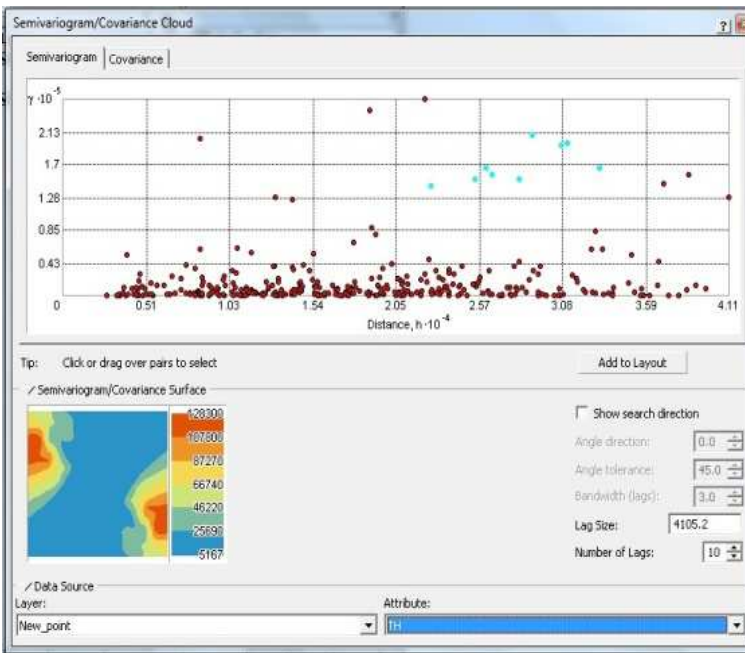 Semivariogram/Covariance Cloud
?
Semivariogram Covariance
γ·10⁻⁵
2.13
1.7
1.28
0.85
0.43
0 0.51 1.03 1.54 2.05 2.57 3.08 3.59 4.11
Distance, h·10⁻⁴
Tip: Click or drag over pairs to select
Add to Layout
Semivariogram/Covariance Surface
128300
107800
87270
66740
46220
25690
5167
Show search direction
Angle direction: 0.0
Angle tolerance: 45.0
Bandwidth (lags): 3.0
Lag Size: 4105.2
Number of Lags: 10
Data Source
Layer:
New_point
Attribute:
TH